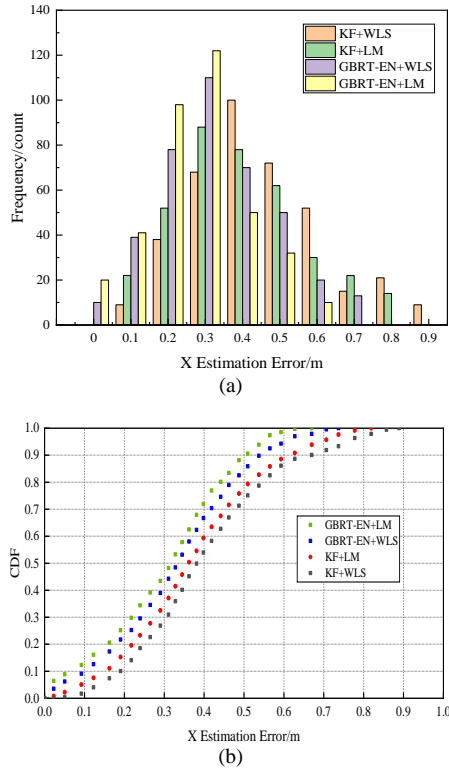 140
120
100
80
60
40
20
0
Frequency/count
KF+WLS
KF+LM
GBRT-EN+WLS
GBRT-EN+LM
0 0.1 0.2 0.3 0.4 0.5 0.6 0.7 0.8 0.9
X Estimation Error/m
(a)
1.0
0.9
0.8
0.7
0.6
0.5
0.4
0.3
0.2
0.1
0.0
CDF
GBRT-EN+LM
GBRT-EN+WLS
KF+LM
KF+WLS
0.0 0.1 0.2 0.3 0.4 0.5 0.6 0.7 0.8 0.9 1.0
X Estimation Error/m
(b)